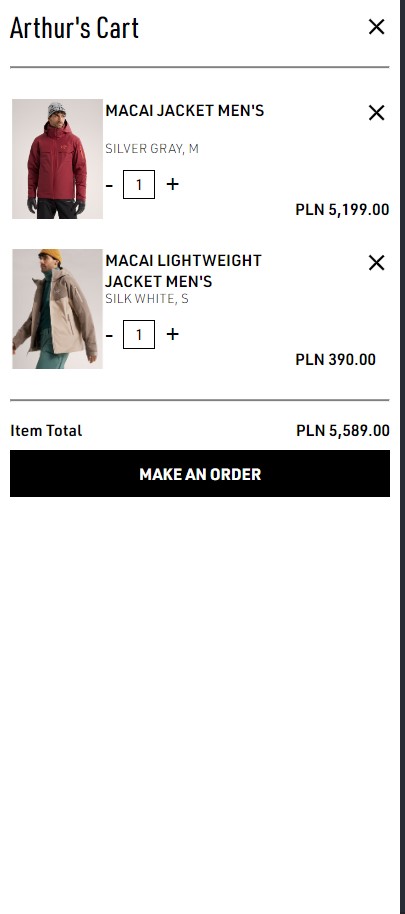 Arthur's Cart
MACAI JACKET MEN'S
SILVER GRAY, M
- 1 +
PLN 5,199.00
MACAI LIGHTWEIGHT
JACKET MEN'S
SILK WHITE, S
- 1 +
PLN 390.00
Item Total PLN 5,589.00
MAKE AN ORDER